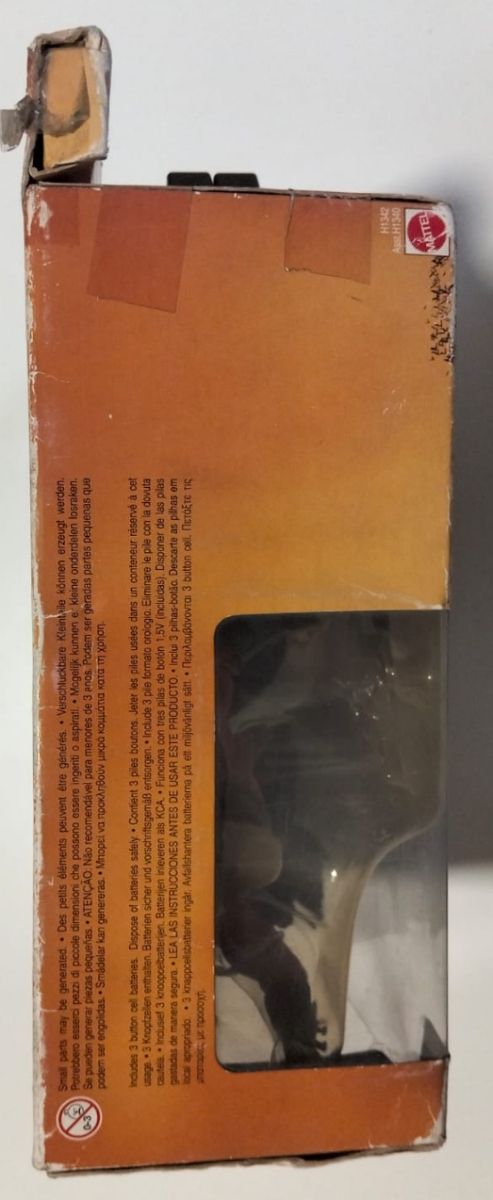 Small parts may be generated. • Des petits éléments peuvent être générés. • Verschluckbare Kleinteile können erzeugt werden.
Potrebbero esserci pezzi di piccole dimensioni che possono essere ingeriti o aspirati. • Mogelijk kunnen er kleine onderdelen losraken.
Se pueden generar piezas pequeñas. • ATENÇÃO: Não recomendável para menores de 3 anos. Podem ser geradas partes pequenas que
podem ser engolidas. • Smådelar kan genereras. • Μπορεί να προκληθούν μικρά κομμάτια κατά τη χρήση.
Includes 3 button cell batteries. Dispose of batteries safely. • Contient 3 piles boutons. Jeter les piles usées dans un conteneur réservé à cet
usage. • 3 Knopfzellen enthalten. Batterien sicher und vorschriftsgemäß entsorgen. • Include 3 pile formato orologio. Eliminare le pile con la dovuta
cautela. • Inclusief 3 knoopcelbatterijen. Batterijen inleveren als KCA. • Funciona con tres pilas de botón 1,5V (incluidas). Disponer de las pilas
gastadas de manera segura. • LEA LAS INSTRUCCIONES ANTES DE USAR ESTE PRODUCTO. • Inclui 3 pilhas-botão. Descarte as pilhas em
local apropriado. • 3 knappcellsbatterier ingår. Avfallshantera batterierna på ett miljövänligt sätt. • Περιλαμβάνονται 3 button cell. Πετάξτε τις
μπαταρίες με προσοχή.
0-3
H1342
Asst.H1340
MATTEL